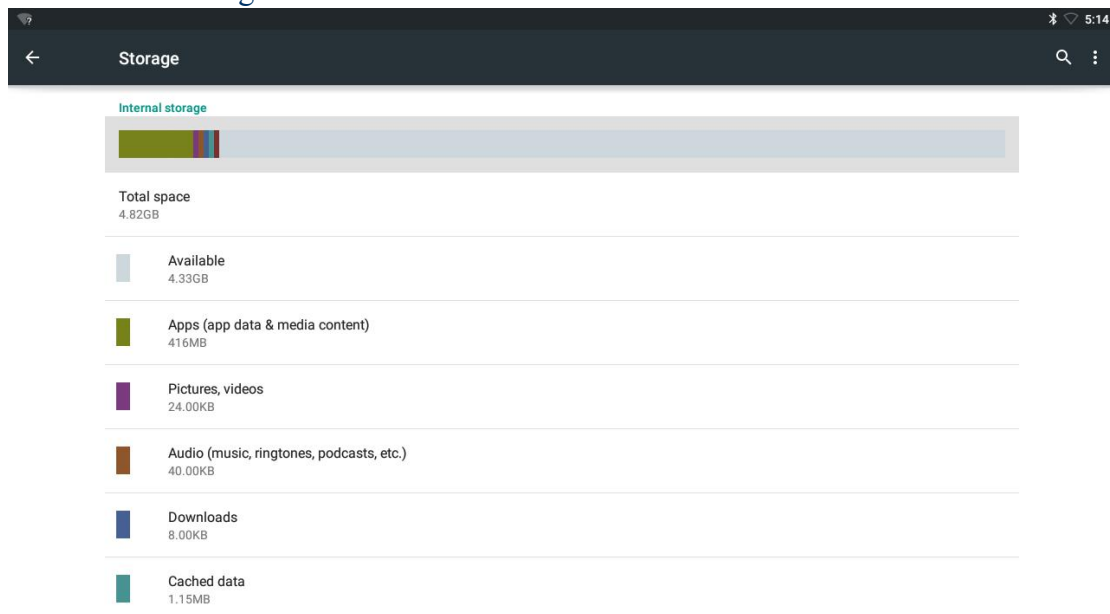 5:14
Storage
Internal storage
Total space
4.82GB
Available
4.33GB
Apps (app data & media content)
416MB
Pictures, videos
24.00KB
Audio (music, ringtones, podcasts, etc.)
40.00KB
Downloads
8.00KB
Cached data
1.15MB